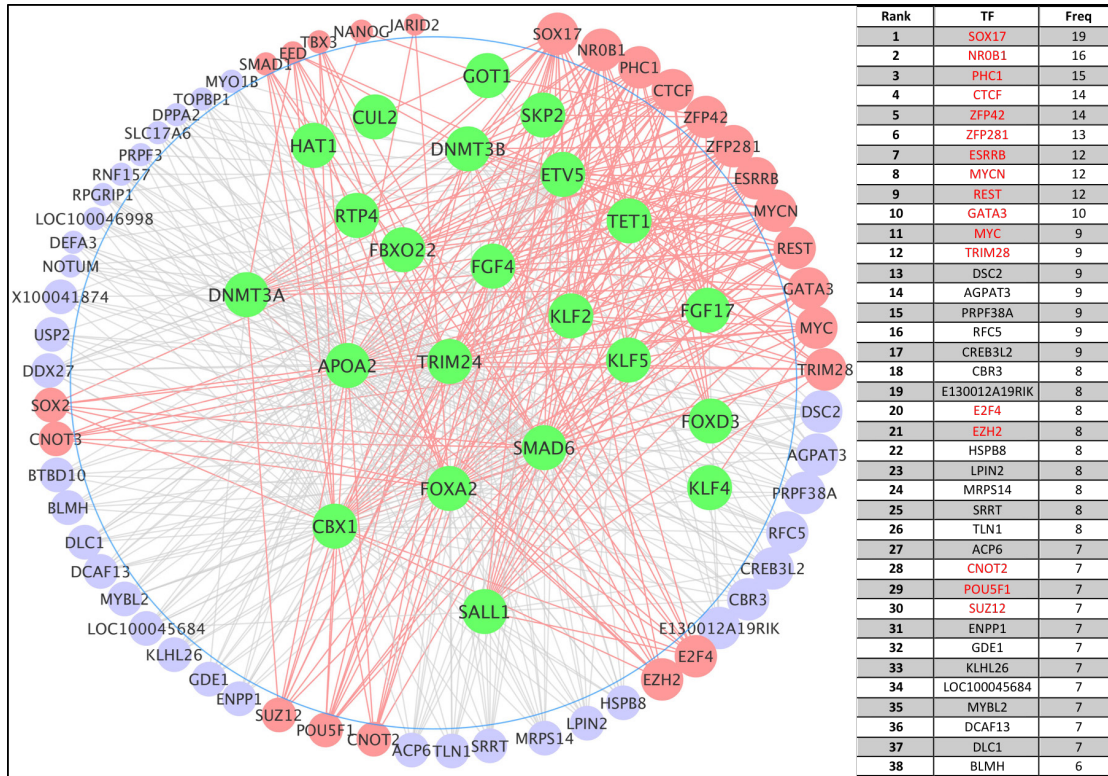 JARID2
NANOG
TBX3
EED
SMAD1
MYO1B
TOPBP1
DPPA2
SLC17A6
PRPF3
RNF157
RPGRIP1
LOC100046998
DEFA3
NOTUM
X100041874
USP2
DDX27
SOX2
CNOT3
BTBD10
BLMH
DLC1
DCAF13
MYBL2
LOC100045684
KLHL26
GDE1
ENPP1
SUZ12
POU5F1
CNOT2
ACP6
TLN1
SRRT
MRPS14
LPIN2
HSPB8
EZH2
E2F4
E130012A19RIK
CBR3
CREB3L2
RFC5
PRPF38A
AGPAT3
DSC2
TRIM28
MYC
GATA3
REST
MYCN
ESRRB
ZFP281
ZFP42
CTCF
PHC1
NR0B1
SOX17
GOT1
CUL2
SKP2
HAT1
DNMT3B
ETV5
RTP4
TET1
FBXO22
FGF4
DNMT3A
KLF2
FGF17
APOA2
TRIM24
KLF5
FOXD3
SMAD6
FOXA2
KLF4
CBX1
SALL1
Rank TF Freq
1 SOX17 19
2 NR0B1 16
3 PHC1 15
4 CTCF 14
5 ZFP42 14
6 ZFP281 13
7 ESRRB 12
8 MYCN 12
9 REST 12
10 GATA3 10
11 MYC 9
12 TRIM28 9
13 DSC2 9
14 AGPAT3 9
15 PRPF38A 9
16 RFC5 9
17 CREB3L2 9
18 CBR3 8
19 E130012A19RIK 8
20 E2F4 8
21 EZH2 8
22 HSPB8 8
23 LPIN2 8
24 MRPS14 8
25 SRRT 8
26 TLN1 8
27 ACP6 7
28 CNOT2 7
29 POU5F1 7
30 SUZ12 7
31 ENPP1 7
32 GDE1 7
33 KLHL26 7
34 LOC100045684 7
35 MYBL2 7
36 DCAF13 7
37 DLC1 7
38 BLMH 6